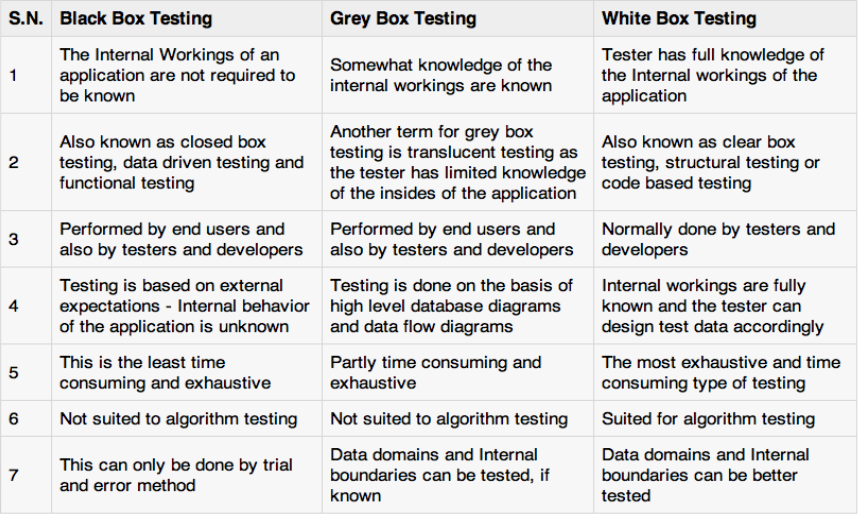 S.N. Black Box Testing Grey Box Testing White Box Testing
1
The Internal Workings of an
application are not required to
be known
Somewhat knowledge of the
internal workings are known
Tester has full knowledge of
the Internal workings of the
application
2
Also known as closed box
testing, data driven testing and
functional testing
Another term for grey box
testing is translucent testing as
the tester has limited knowledge
of the insides of the application
Also known as clear box
testing, structural testing or
code based testing
3
Performed by end users and
also by testers and developers
Performed by end users and
also by testers and developers
Normally done by testers and
developers
4
Testing is based on external
expectations - Internal behavior
of the application is unknown
Testing is done on the basis of
high level database diagrams
and data flow diagrams
Internal workings are fully
known and the tester can
design test data accordingly
5
This is the least time
consuming and exhaustive
Partly time consuming and
exhaustive
The most exhaustive and time
consuming type of testing
6
Not suited to algorithm testing
Not suited to algorithm testing
Suited for algorithm testing
7
This can only be done by trial
and error method
Data domains and Internal
boundaries can be tested, if
known
Data domains and Internal
boundaries can be better
tested